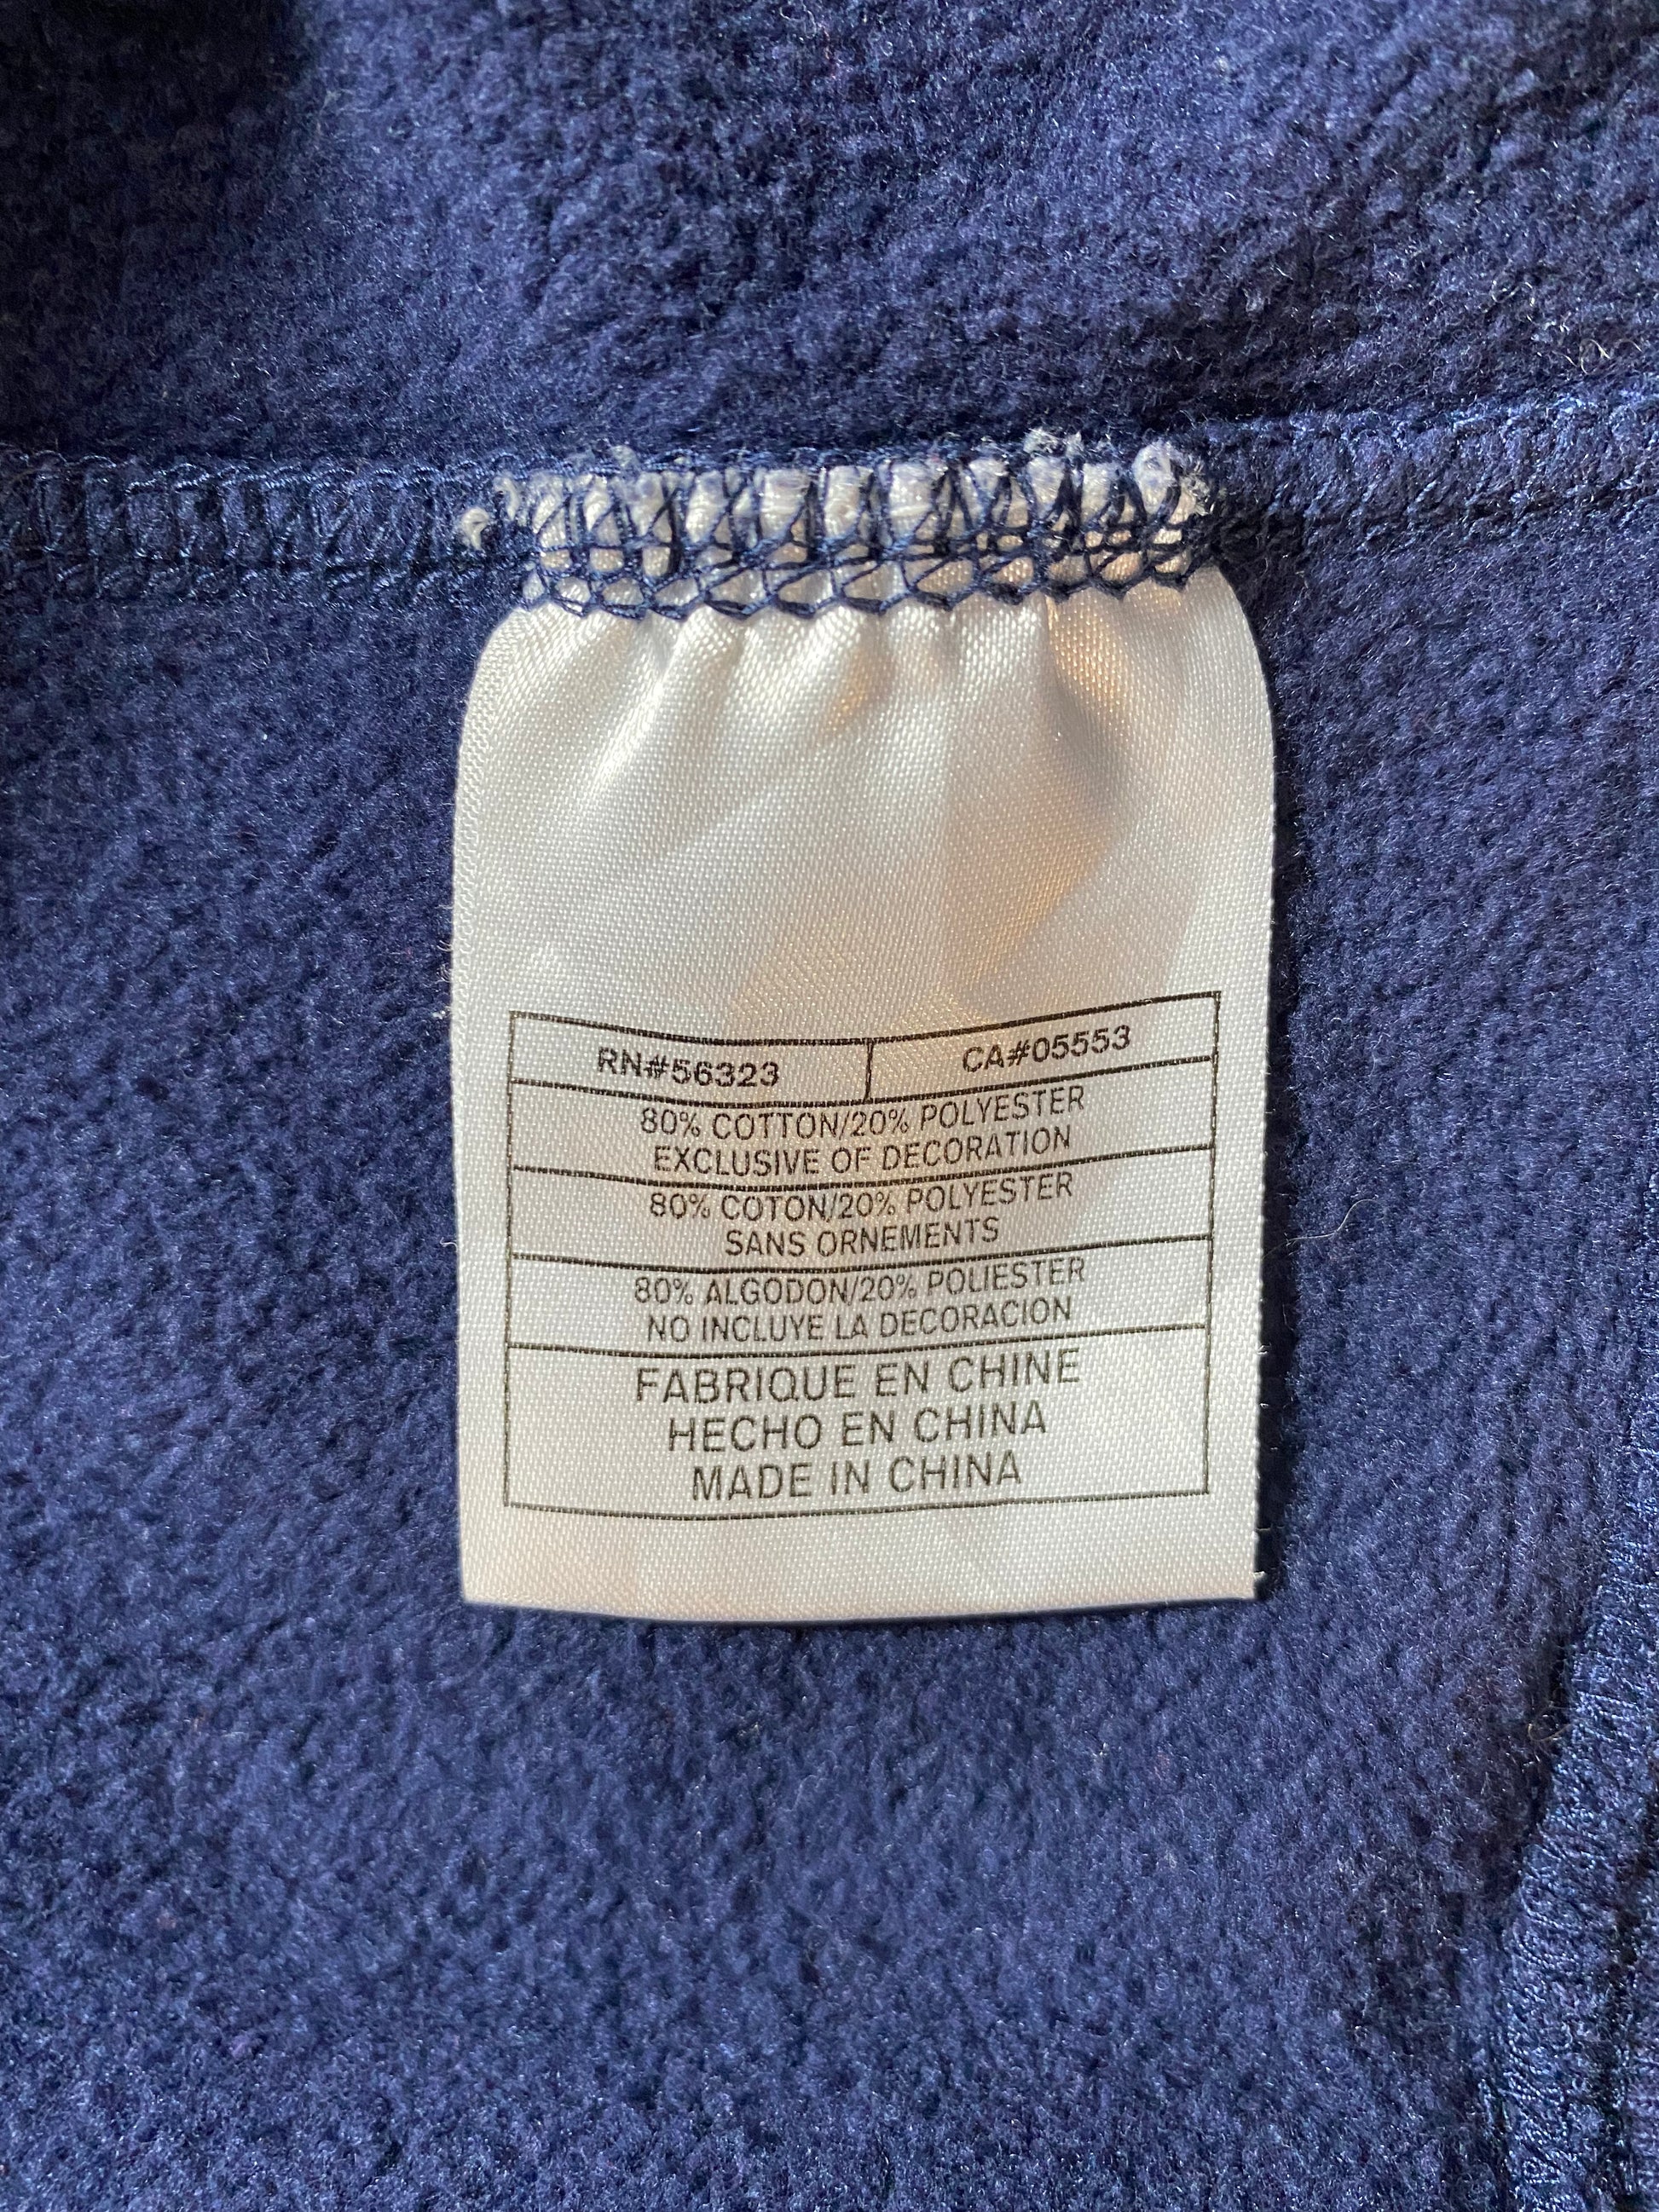 RN#56323 CA#05553
80% COTTON/20% POLYESTER
EXCLUSIVE OF DECORATION
80% COTON/20% POLYESTER
SANS ORNEMENTS
80% ALGODON/20% POLIESTER
NO INCLUYE LA DECORACION
FABRIQUE EN CHINE
HECHO EN CHINA
MADE IN CHINA